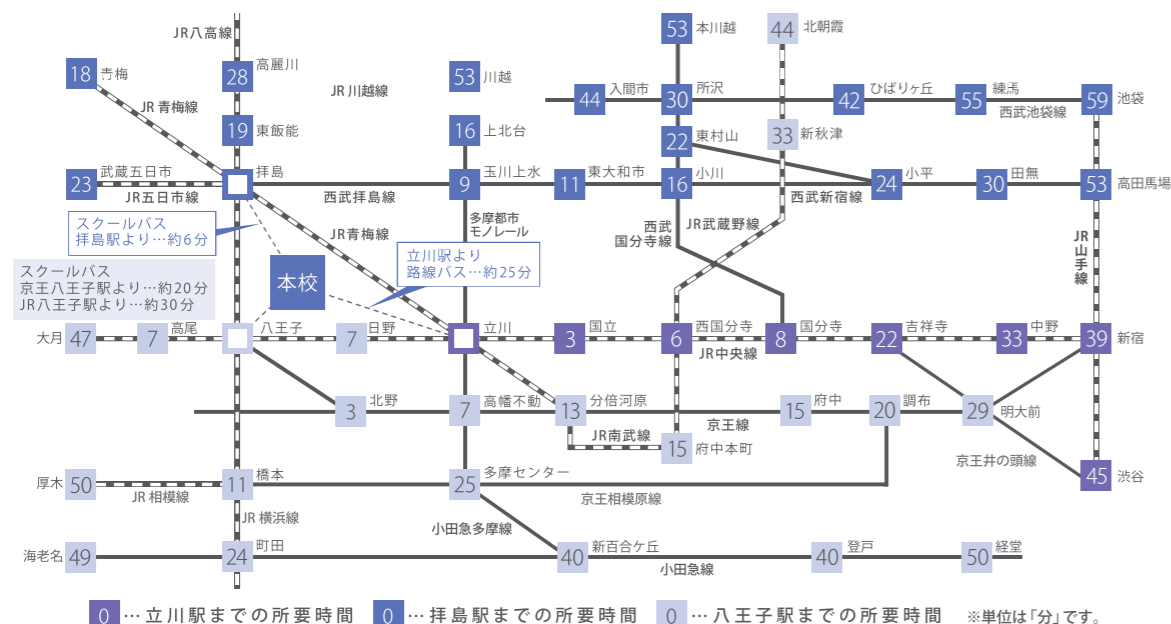 JR八高線
53 本川越
44 北朝霞
18 青梅
28 高麗川
JR川越線
53 川越
JR青梅線
44 入間市
30 所沢
42 ひばりヶ丘
55 練馬
59 池袋
西武池袋線
19 東飯能
16 上北台
22 東村山
33 新秋津
23 武蔵五日市
拝島
9 玉川上水
11 東大和市
16 小川
24 小平
30 田無
53 高田馬場
JR五日市線
西武拝島線
西武新宿線
多摩都市
モノレール
西武
国分寺線
JR武蔵野線
JR青梅線
JR
山手線
スクールバス
拝島駅より…約6分
立川駅より
路線バス…約25分
スクールバス
京王八王子駅より…約20分
JR八王子駅より…約30分
本校
大月 47
7 高尾
八王子
7 日野
立川
3 国立
6 西国分寺
8 国分寺
22 吉祥寺
33 中野
39 新宿
JR中央線
3 北野
7 高幡不動
13 分倍河原
15 府中
20 調布
29 明大前
京王線
JR南武線
15 府中本町
京王井の頭線
厚木 50
11 橋本
25 多摩センター
45 渋谷
JR相模線
京王相模原線
JR横浜線
小田急多摩線
海老名 49
24 町田
40 新百合ケ丘
40 登戸
50 経堂
小田急線
0 …立川駅までの所要時間 0 …拝島駅までの所要時間 0 …八王子駅までの所要時間 ※単位は「分」です。